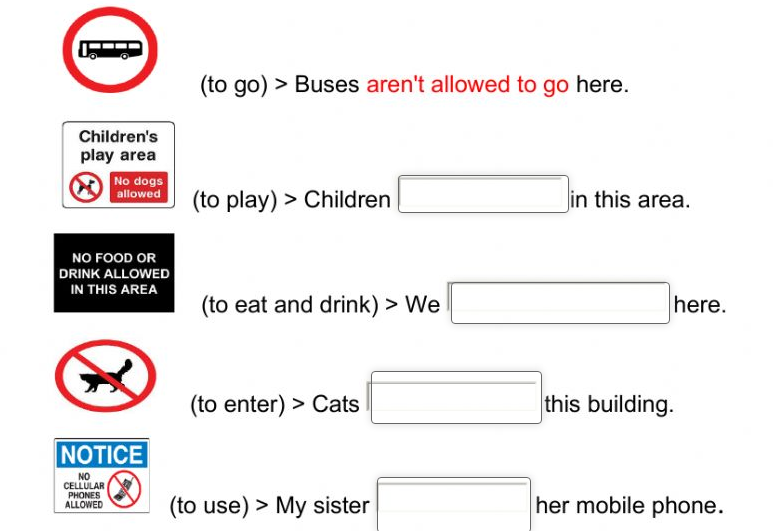 (to go) > Buses aren't allowed to go here.
Children's
play area
No dogs
allowed
(to play) > Children in this area.
NO FOOD OR
DRINK ALLOWED
IN THIS AREA
(to eat and drink) > We here.
(to enter) > Cats this building.
NOTICE
NO
CELLULAR
PHONES
ALLOWED
(to use) > My sister her mobile phone.